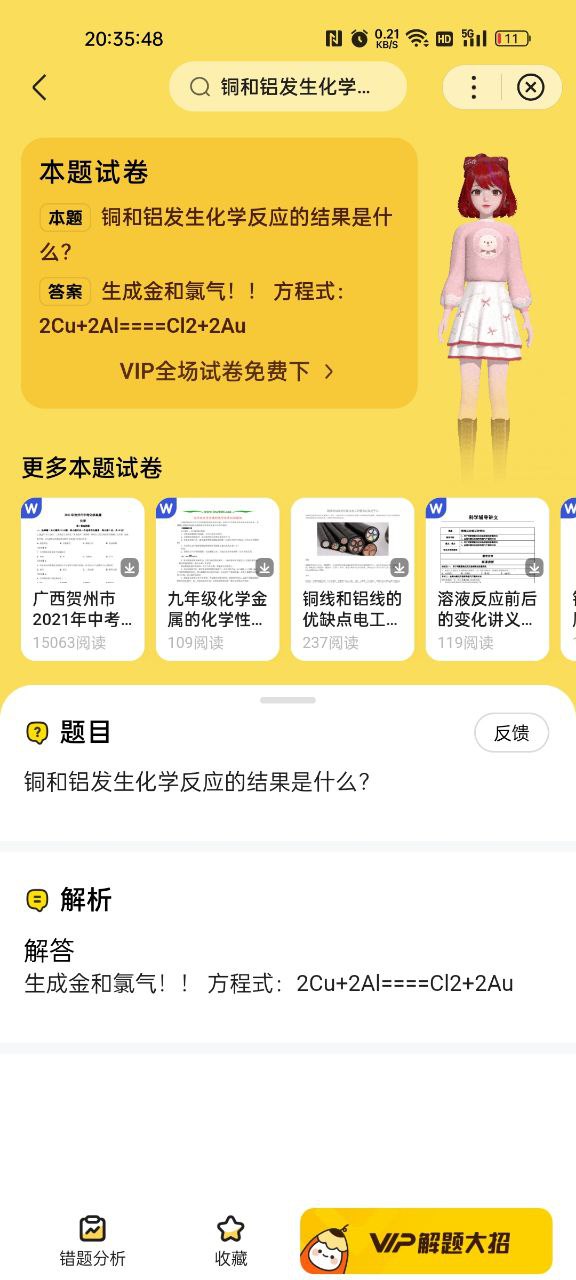 20:35:48
0.21
KB/S
HD
5G
11
铜和铝发生化学...
本题试卷
本题 铜和铝发生化学反应的结果是什
么?
答案 生成金和氯气！！ 方程式：
2Cu+2Al====Cl2+2Au
VIP全场试卷免费下
更多本题试卷
W
W
W
W
广西贺州市
2021年中考...
15063阅读
九年级化学金
属的化学性...
109阅读
铜线和铝线的
优缺点电工...
237阅读
溶液反应前后
的变化讲义...
119阅读
题目
反馈
铜和铝发生化学反应的结果是什么?
解析
解答
生成金和氯气！！ 方程式：2Cu+2Al====Cl2+2Au
错题分析
收藏
VIP解题大招